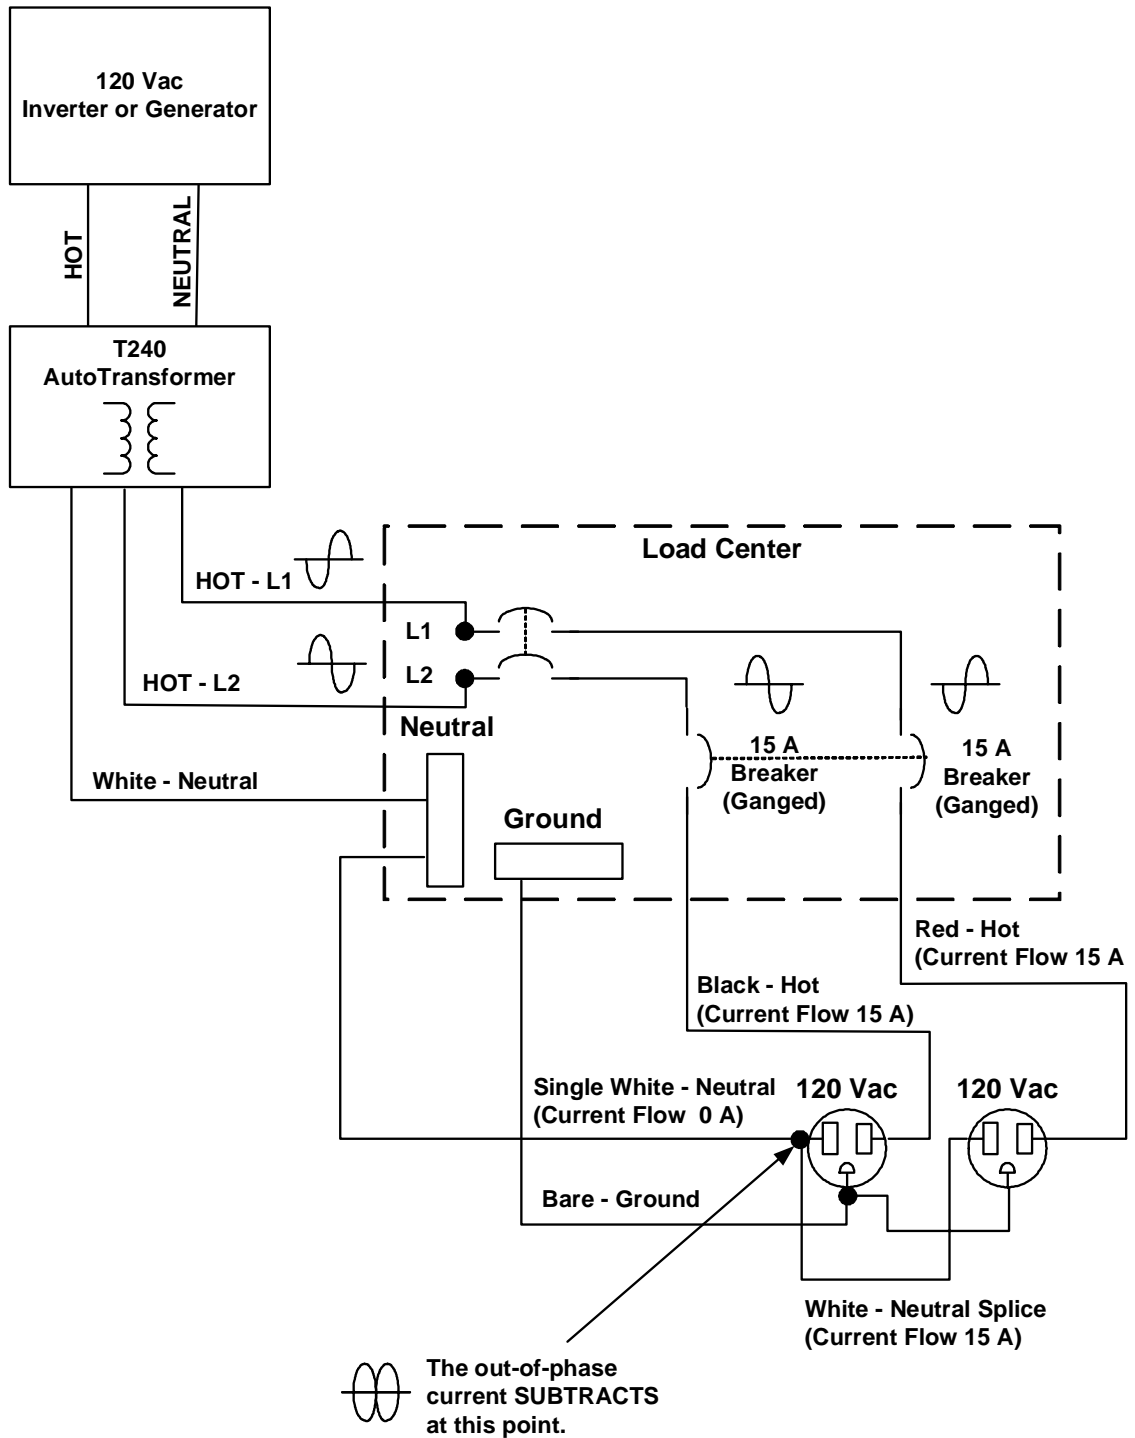 120 Vac
Inverter or Generator
HOT
NEUTRAL
T240
AutoTransformer
Load Center
HOT - L1
L1
L2
HOT - L2
Neutral
White - Neutral
15 A
Breaker
(Ganged)
15 A
Breaker
(Ganged)
Ground
Red - Hot
(Current Flow 15 A
Black - Hot
(Current Flow 15 A)
Single White - Neutral
(Current Flow  0 A)
120 Vac
120 Vac
Bare - Ground
White - Neutral Splice
(Current Flow 15 A)
The out-of-phase
current SUBTRACTS
at this point.